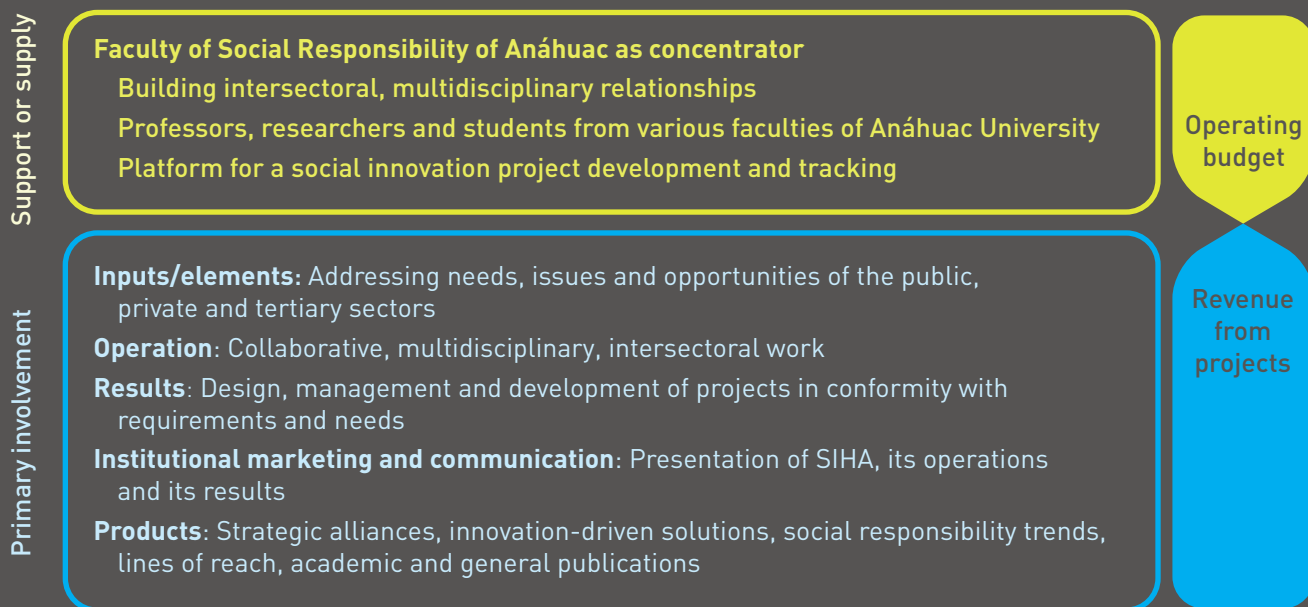 Support or supply
Faculty of Social Responsibility of Anáhuac as concentrator
Building intersectoral, multidisciplinary relationships
Professors, researchers and students from various faculties of Anáhuac University
Platform for a social innovation project development and tracking
Operating
budget
Primary involvement
Inputs/elements: Addressing needs, issues and opportunities of the public,
private and tertiary sectors
Operation: Collaborative, multidisciplinary, intersectoral work
Results: Design, management and development of projects in conformity with
requirements and needs
Institutional marketing and communication: Presentation of SIHA, its operations
and its results
Products: Strategic alliances, innovation-driven solutions, social responsibility trends,
lines of reach, academic and general publications
Revenue
from
projects